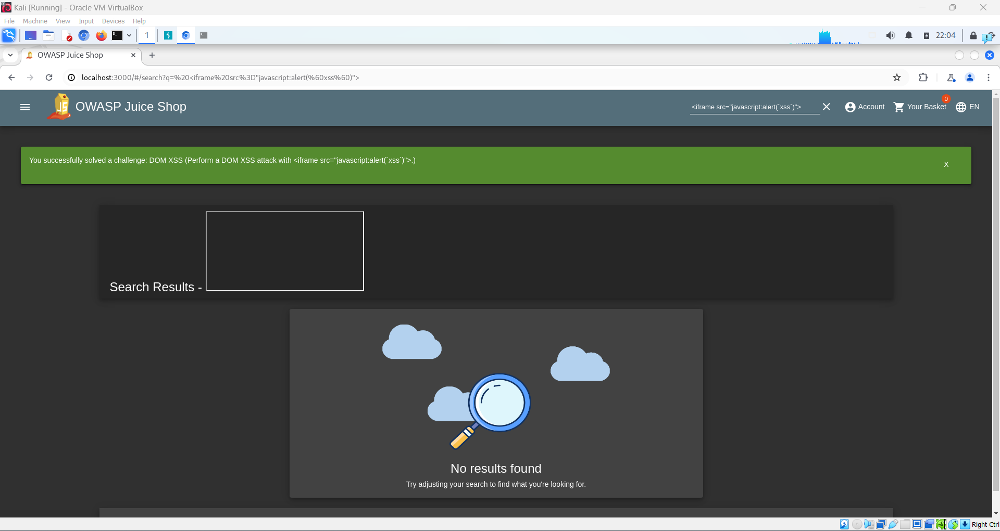 Kali [Running] - Oracle VM VirtualBox
File Machine View Input Devices Help
1
22:04
OWASP Juice Shop
localhost:3000/#/search?q=%20<iframe%20src%3D"javascript:alert(%60xss%60)">
OWASP Juice Shop
<iframe src="javascript:alert(`xss`)">
Account
0
Your Basket
EN
You successfully solved a challenge: DOM XSS (Perform a DOM XSS attack with <iframe src="javascript:alert(`xss`)">.)
X
Search Results -
No results found
Try adjusting your search to find what you're looking for.
Right Ctrl